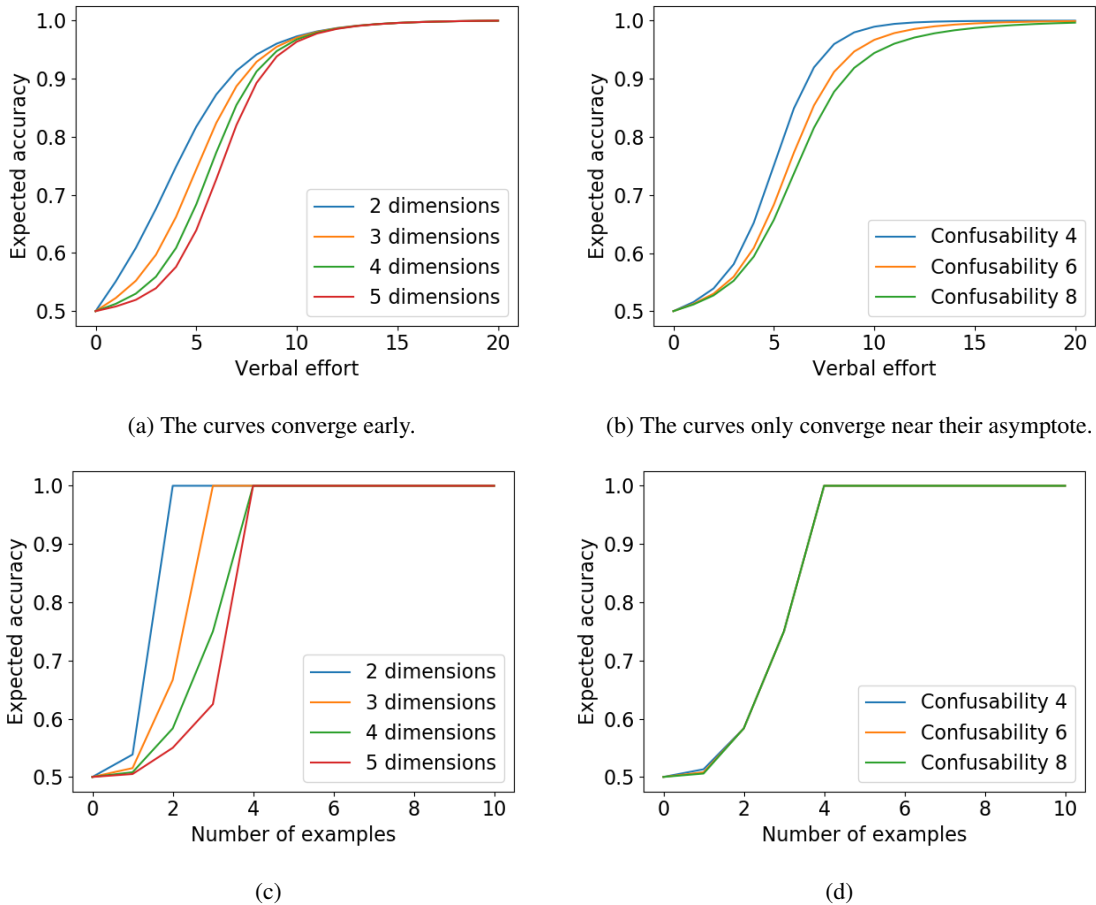 1.0
0.9
0.8
0.7
0.6
0.5
Expected accuracy
0
5
10
15
20
Verbal effort
2 dimensions
3 dimensions
4 dimensions
5 dimensions
(a) The curves converge early.
1.0
0.9
0.8
0.7
0.6
0.5
Expected accuracy
0
5
10
15
20
Verbal effort
Confusability 4
Confusability 6
Confusability 8
(b) The curves only converge near their asymptote.
1.0
0.9
0.8
0.7
0.6
0.5
Expected accuracy
0
2
4
6
8
10
Number of examples
2 dimensions
3 dimensions
4 dimensions
5 dimensions
(c)
1.0
0.9
0.8
0.7
0.6
0.5
Expected accuracy
0
2
4
6
8
10
Number of examples
Confusability 4
Confusability 6
Confusability 8
(d)